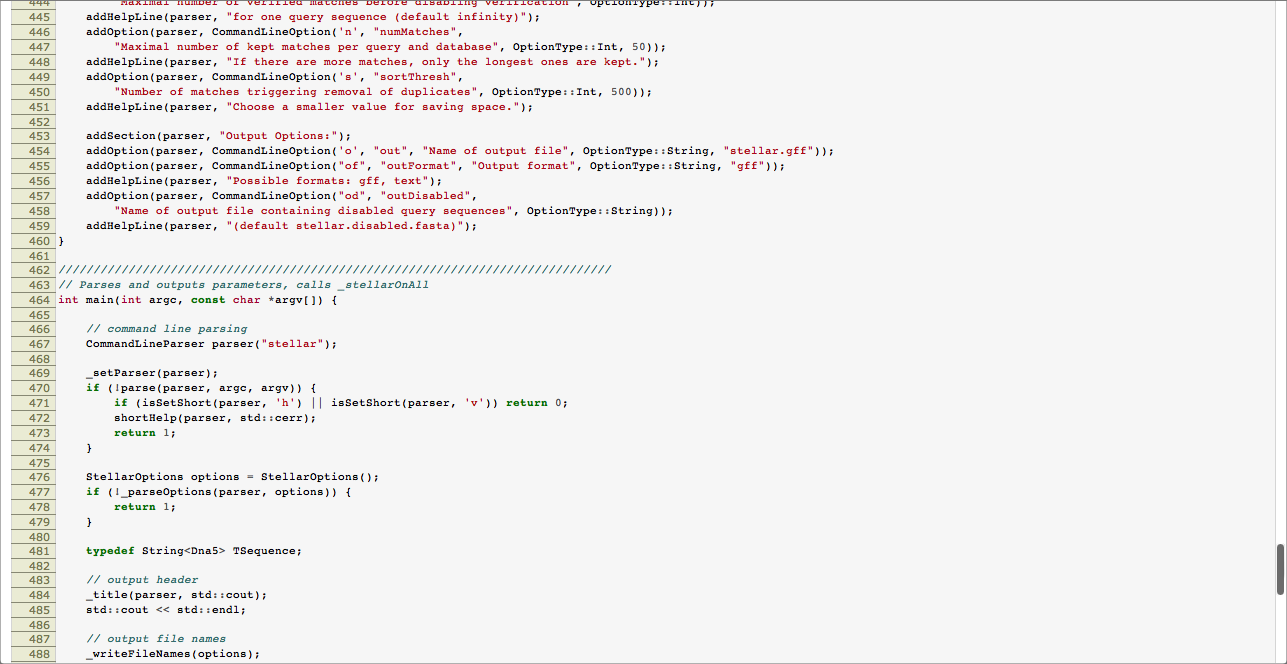 444         "Maximal number of verified matches before disabling verification", OptionType::Int));
445     addHelpLine(parser, "for one query sequence (default infinity)");
446     addOption(parser, CommandLineOption('n', "numMatches",
447         "Maximal number of kept matches per query and database", OptionType::Int, 50));
448     addHelpLine(parser, "If there are more matches, only the longest ones are kept.");
449     addOption(parser, CommandLineOption('s', "sortThresh",
450         "Number of matches triggering removal of duplicates", OptionType::Int, 500));
451     addHelpLine(parser, "Choose a smaller value for saving space.");
452
453     addSection(parser, "Output Options:");
454     addOption(parser, CommandLineOption('o', "out", "Name of output file", OptionType::String, "stellar.gff"));
455     addOption(parser, CommandLineOption("of", "outFormat", "Output format", OptionType::String, "gff"));
456     addHelpLine(parser, "Possible formats: gff, text");
457     addOption(parser, CommandLineOption("od", "outDisabled",
458         "Name of output file containing disabled query sequences", OptionType::String));
459     addHelpLine(parser, "(default stellar.disabled.fasta)");
460 }
461
462 ///////////////////////////////////////////////////////////////////////////////
463 // Parses and outputs parameters, calls _stellarOnAll
464 int main(int argc, const char *argv[]) {
465
466     // command line parsing
467     CommandLineParser parser("stellar");
468
469     _setParser(parser);
470     if (!parse(parser, argc, argv)) {
471         if (isSetShort(parser, 'h') || isSetShort(parser, 'v')) return 0;
472         shortHelp(parser, std::cerr);
473         return 1;
474     }
475
476     StellarOptions options = StellarOptions();
477     if (!_parseOptions(parser, options)) {
478         return 1;
479     }
480
481     typedef String<Dna5> TSequence;
482
483     // output header
484     _title(parser, std::cout);
485     std::cout << std::endl;
486
487     // output file names
488     _writeFileNames(options);